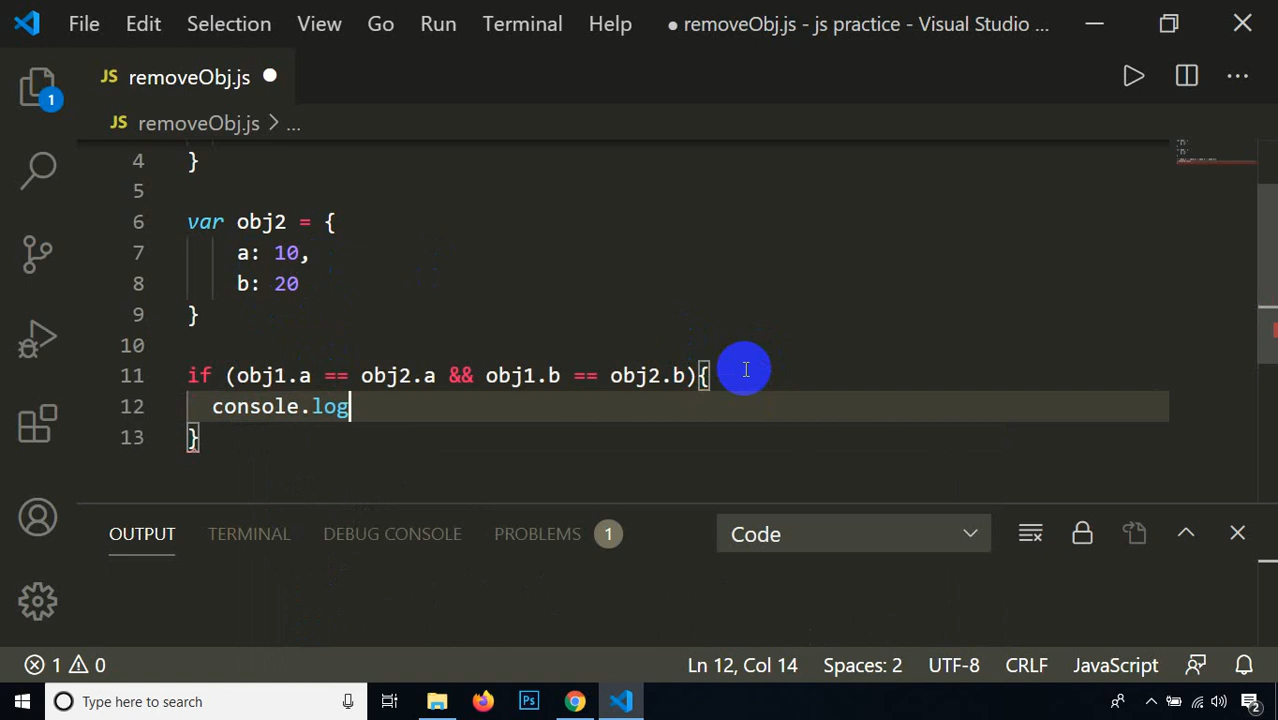 File Edit Selection View Go Run Terminal Help ● removeObj.js - js practice - Visual Studio ...
JS removeObj.js
1
JS removeObj.js > ...
4 }
5
6 var obj2 = {
7 a: 10,
8 b: 20
9 }
10
11 if (obj1.a == obj2.a && obj1.b == obj2.b){
12 console.log
13 }
OUTPUT TERMINAL DEBUG CONSOLE PROBLEMS 1 Code
1 0 Ln 12, Col 14 Spaces: 2 UTF-8 CRLF JavaScript
Type here to search Ps 2